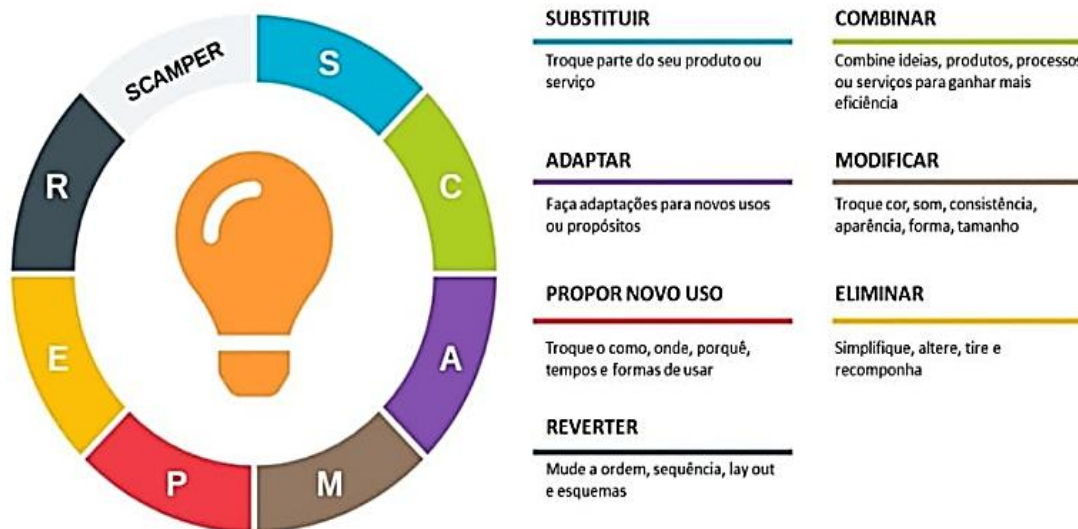 SCAMPER
S
C
A
M
P
E
R
SUBSTITUIR
Troque parte do seu produto ou
serviço
COMBINAR
Combine ideias, produtos, processos
ou serviços para ganhar mais
eficiência
ADAPTAR
Faça adaptações para novos usos
ou propósitos
MODIFICAR
Troque cor, som, consistência,
aparência, forma, tamanho
PROPOR NOVO USO
Troque o como, onde, porquê,
tempos e formas de usar
ELIMINAR
Simplifique, altere, tire e
recomponha
REVERTER
Mude a ordem, sequência, lay out
e esquemas